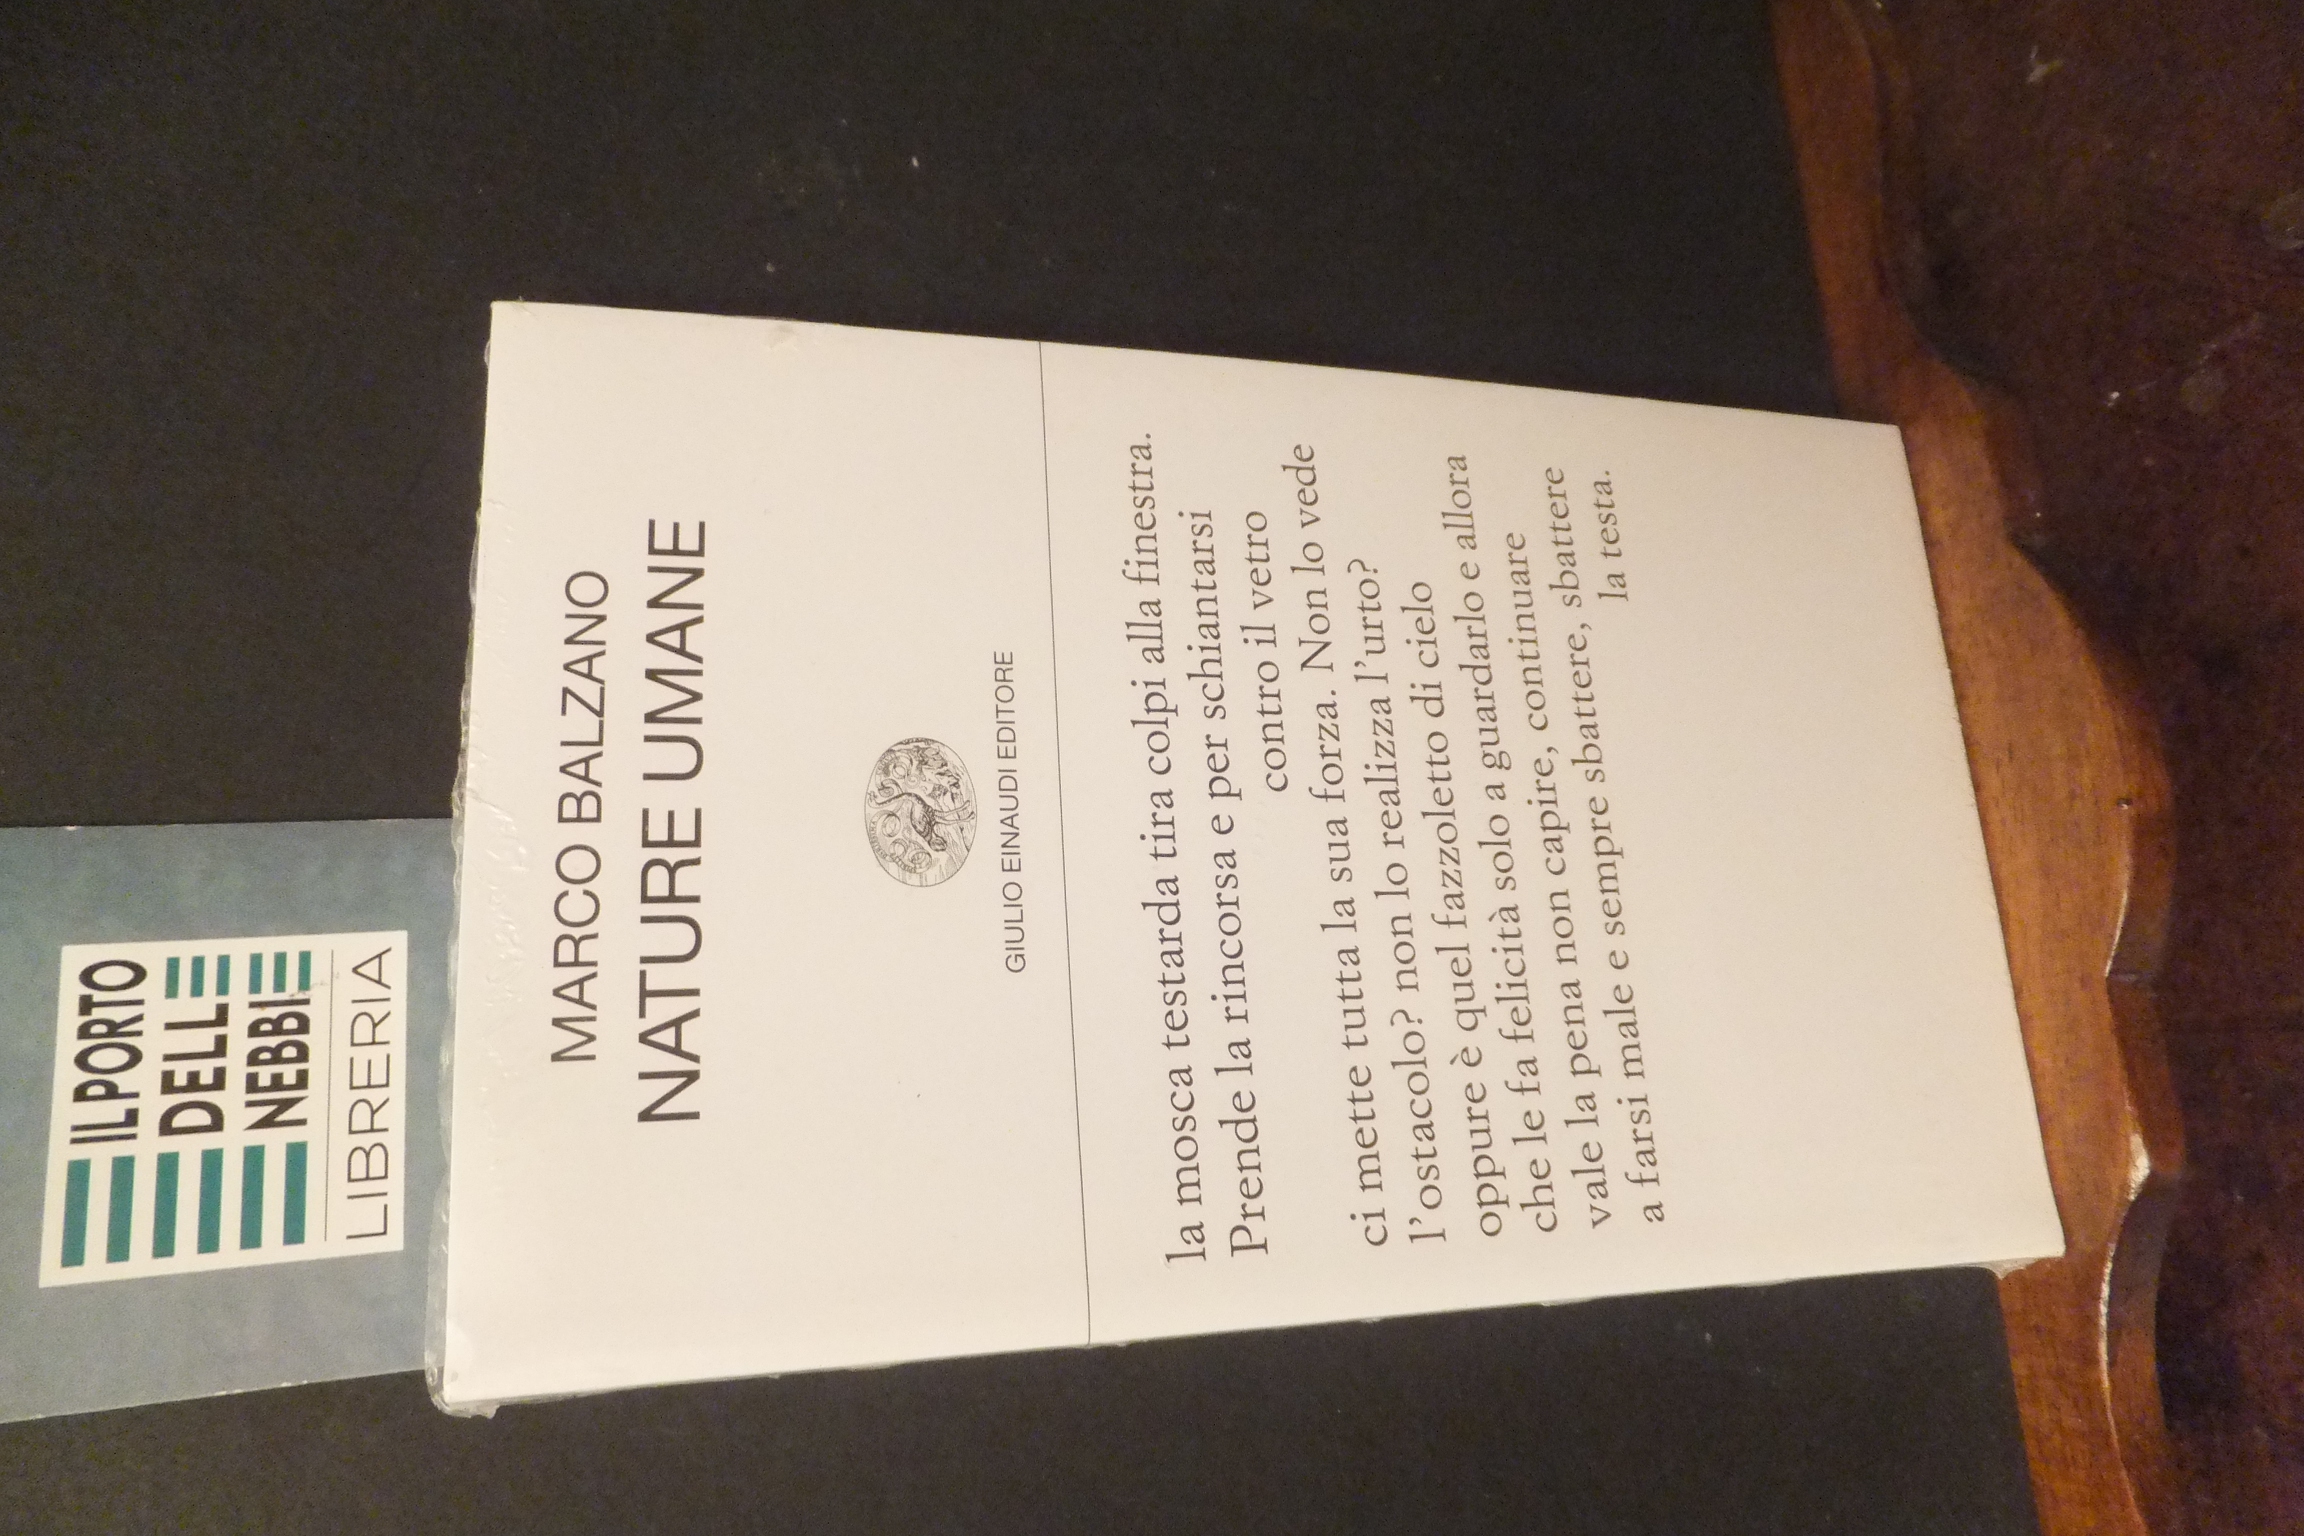 IL PORTO
DELLE
NEBBIE
LIBRERIA
MARCO BALZANO
NATURE UMANE
GIULIO EINAUDI EDITORE
la mosca testarda tira colpi alla finestra.
Prende la rincorsa e per schiantarsi
contro il vetro
ci mette tutta la sua forza. Non lo vede
l'ostacolo? non lo realizza l'urto?
oppure è quel fazzoletto di cielo
che le fa felicità solo a guardarlo e allora
vale la pena non capire, continuare
a farsi male e sempre sbattere, sbattere
la testa.